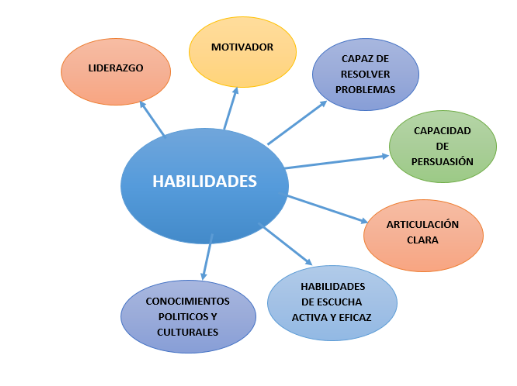 LIDERAZGO
MOTIVADOR
CAPAZ DE
RESOLVER
PROBLEMAS
CAPACIDAD
DE
PERSUASIÓN
HABILIDADES
ARTICULACIÓN
CLARA
HABILIDADES
DE ESCUCHA
ACTIVA Y EFICAZ
CONOCIMIENTOS
POLITICOS Y
CULTURALES